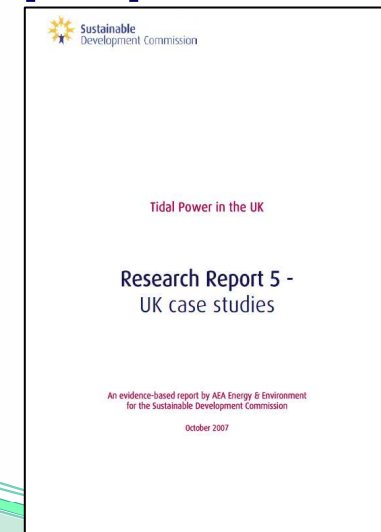 Sustainable
Development Commission
Tidal Power in the UK
Research Report 5 -
UK case studies
An evidence-based report by AEA Energy & Environment
for the Sustainable Development Commission
October 2007